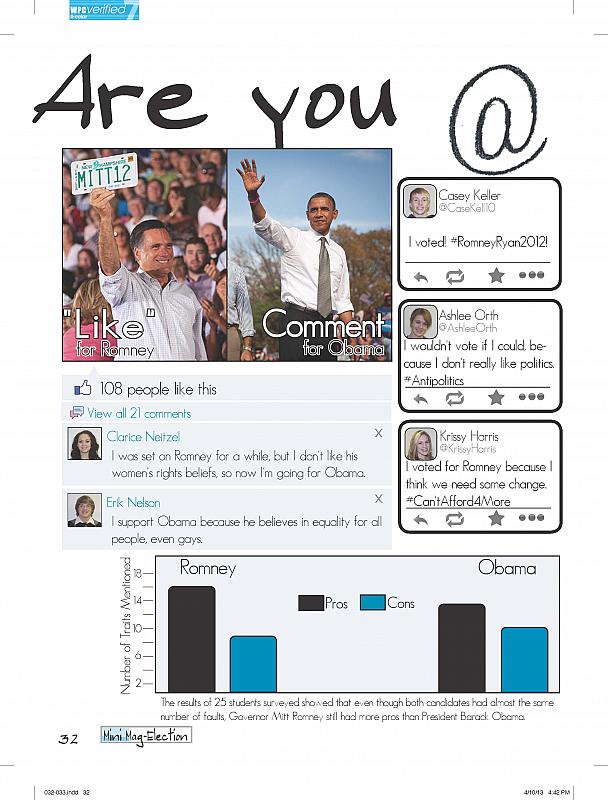 WPC verified 7
4-color
Are you @
NEW HAMPSHIRE
MITT12
"Like"
for Romney
Comment
for Obama
108 people like this
View all 21 comments
Clarice Neitzel
X
I was set on Romney for a while, but I don't like his
women's rights beliefs, so now I'm going for Obama.
Erik Nelson
X
I support Obama because he believes in equality for all
people, even gays.
Casey Keller
@CaseKell10
I voted! #RomneyRyan2012!
Ashlee Orth
@AshleeOrth
I wouldn't vote if I could, be-
cause I don't really like politics.
#Antipolitics
Krissy Harris
@KrissyHarris
I voted for Romney because I
think we need some change.
#Can'tAfford4More
Number of Traits Mentioned
18
14
10
6
2
Romney
Obama
Pros
Cons
The results of 25 students surveyed showed that even though both candidates had almost the same
number of faults, Governor Mitt Romney still had more pros than President Barack Obama.
32
Mini Mag-Election
032-033.indd 32
4/10/13 4:42 PM